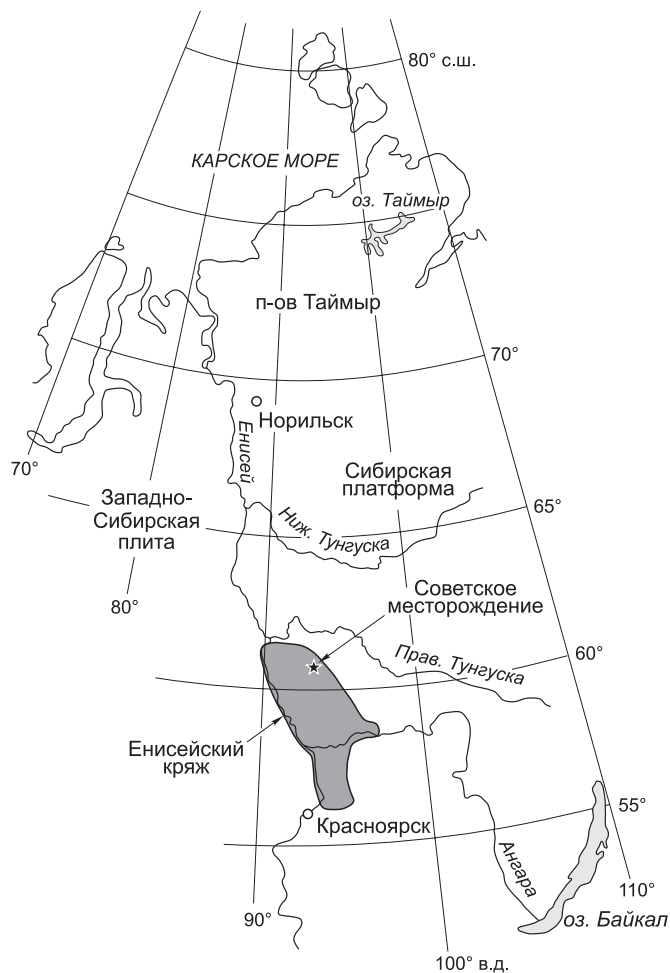 80° с.ш.
КАРСКОЕ МОРЕ
оз. Таймыр
п-ов Таймыр
70°
Норильск
Енисей
70°
Сибирская
платформа
Западно-
Сибирская
плита
65°
Ниж. Тунгуска
80°
Советское
месторождение
60°
Прав. Тунгуска
Енисейский
кряж
55°
Красноярск
Ангара
110°
90°
оз. Байкал
100° в.д.